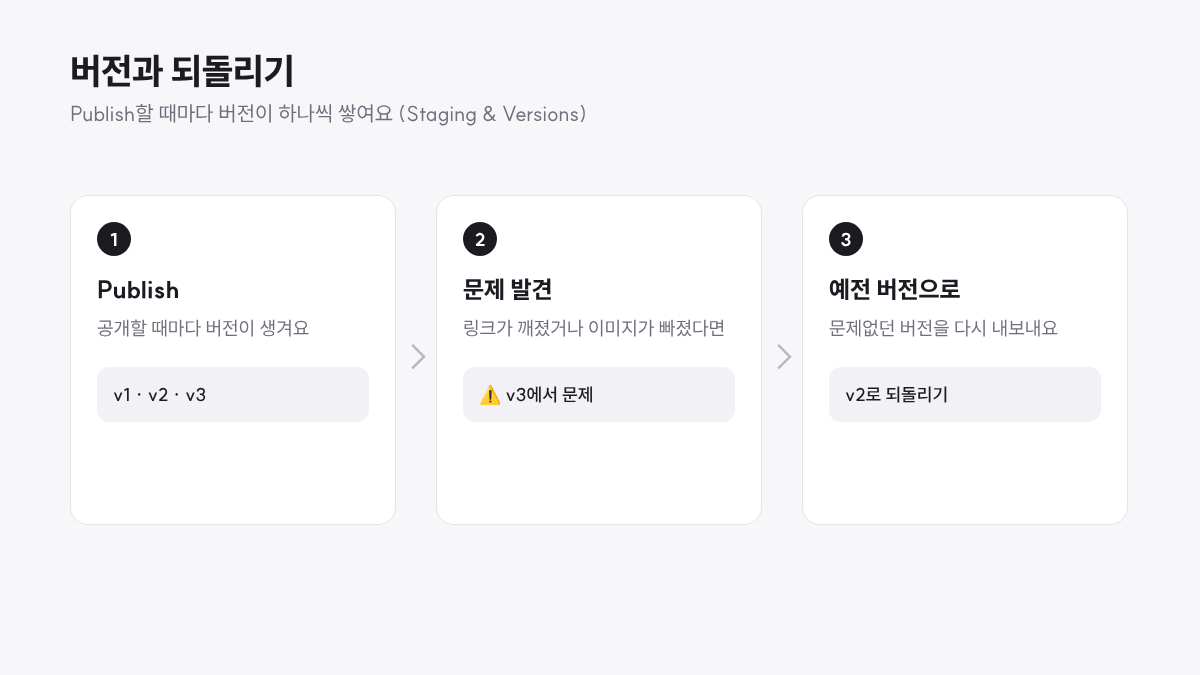 버전과 되돌리기
Publish할 때마다 버전이 하나씩 쌓여요 (Staging & Versions)
1
Publish
공개할 때마다 버전이 생겨요
v1 · v2 · v3
2
문제 발견
링크가 깨졌거나 이미지가 빠졌다면
⚠️ v3에서 문제
3
예전 버전으로
문제없던 버전을 다시 내보내요
v2로 되돌리기